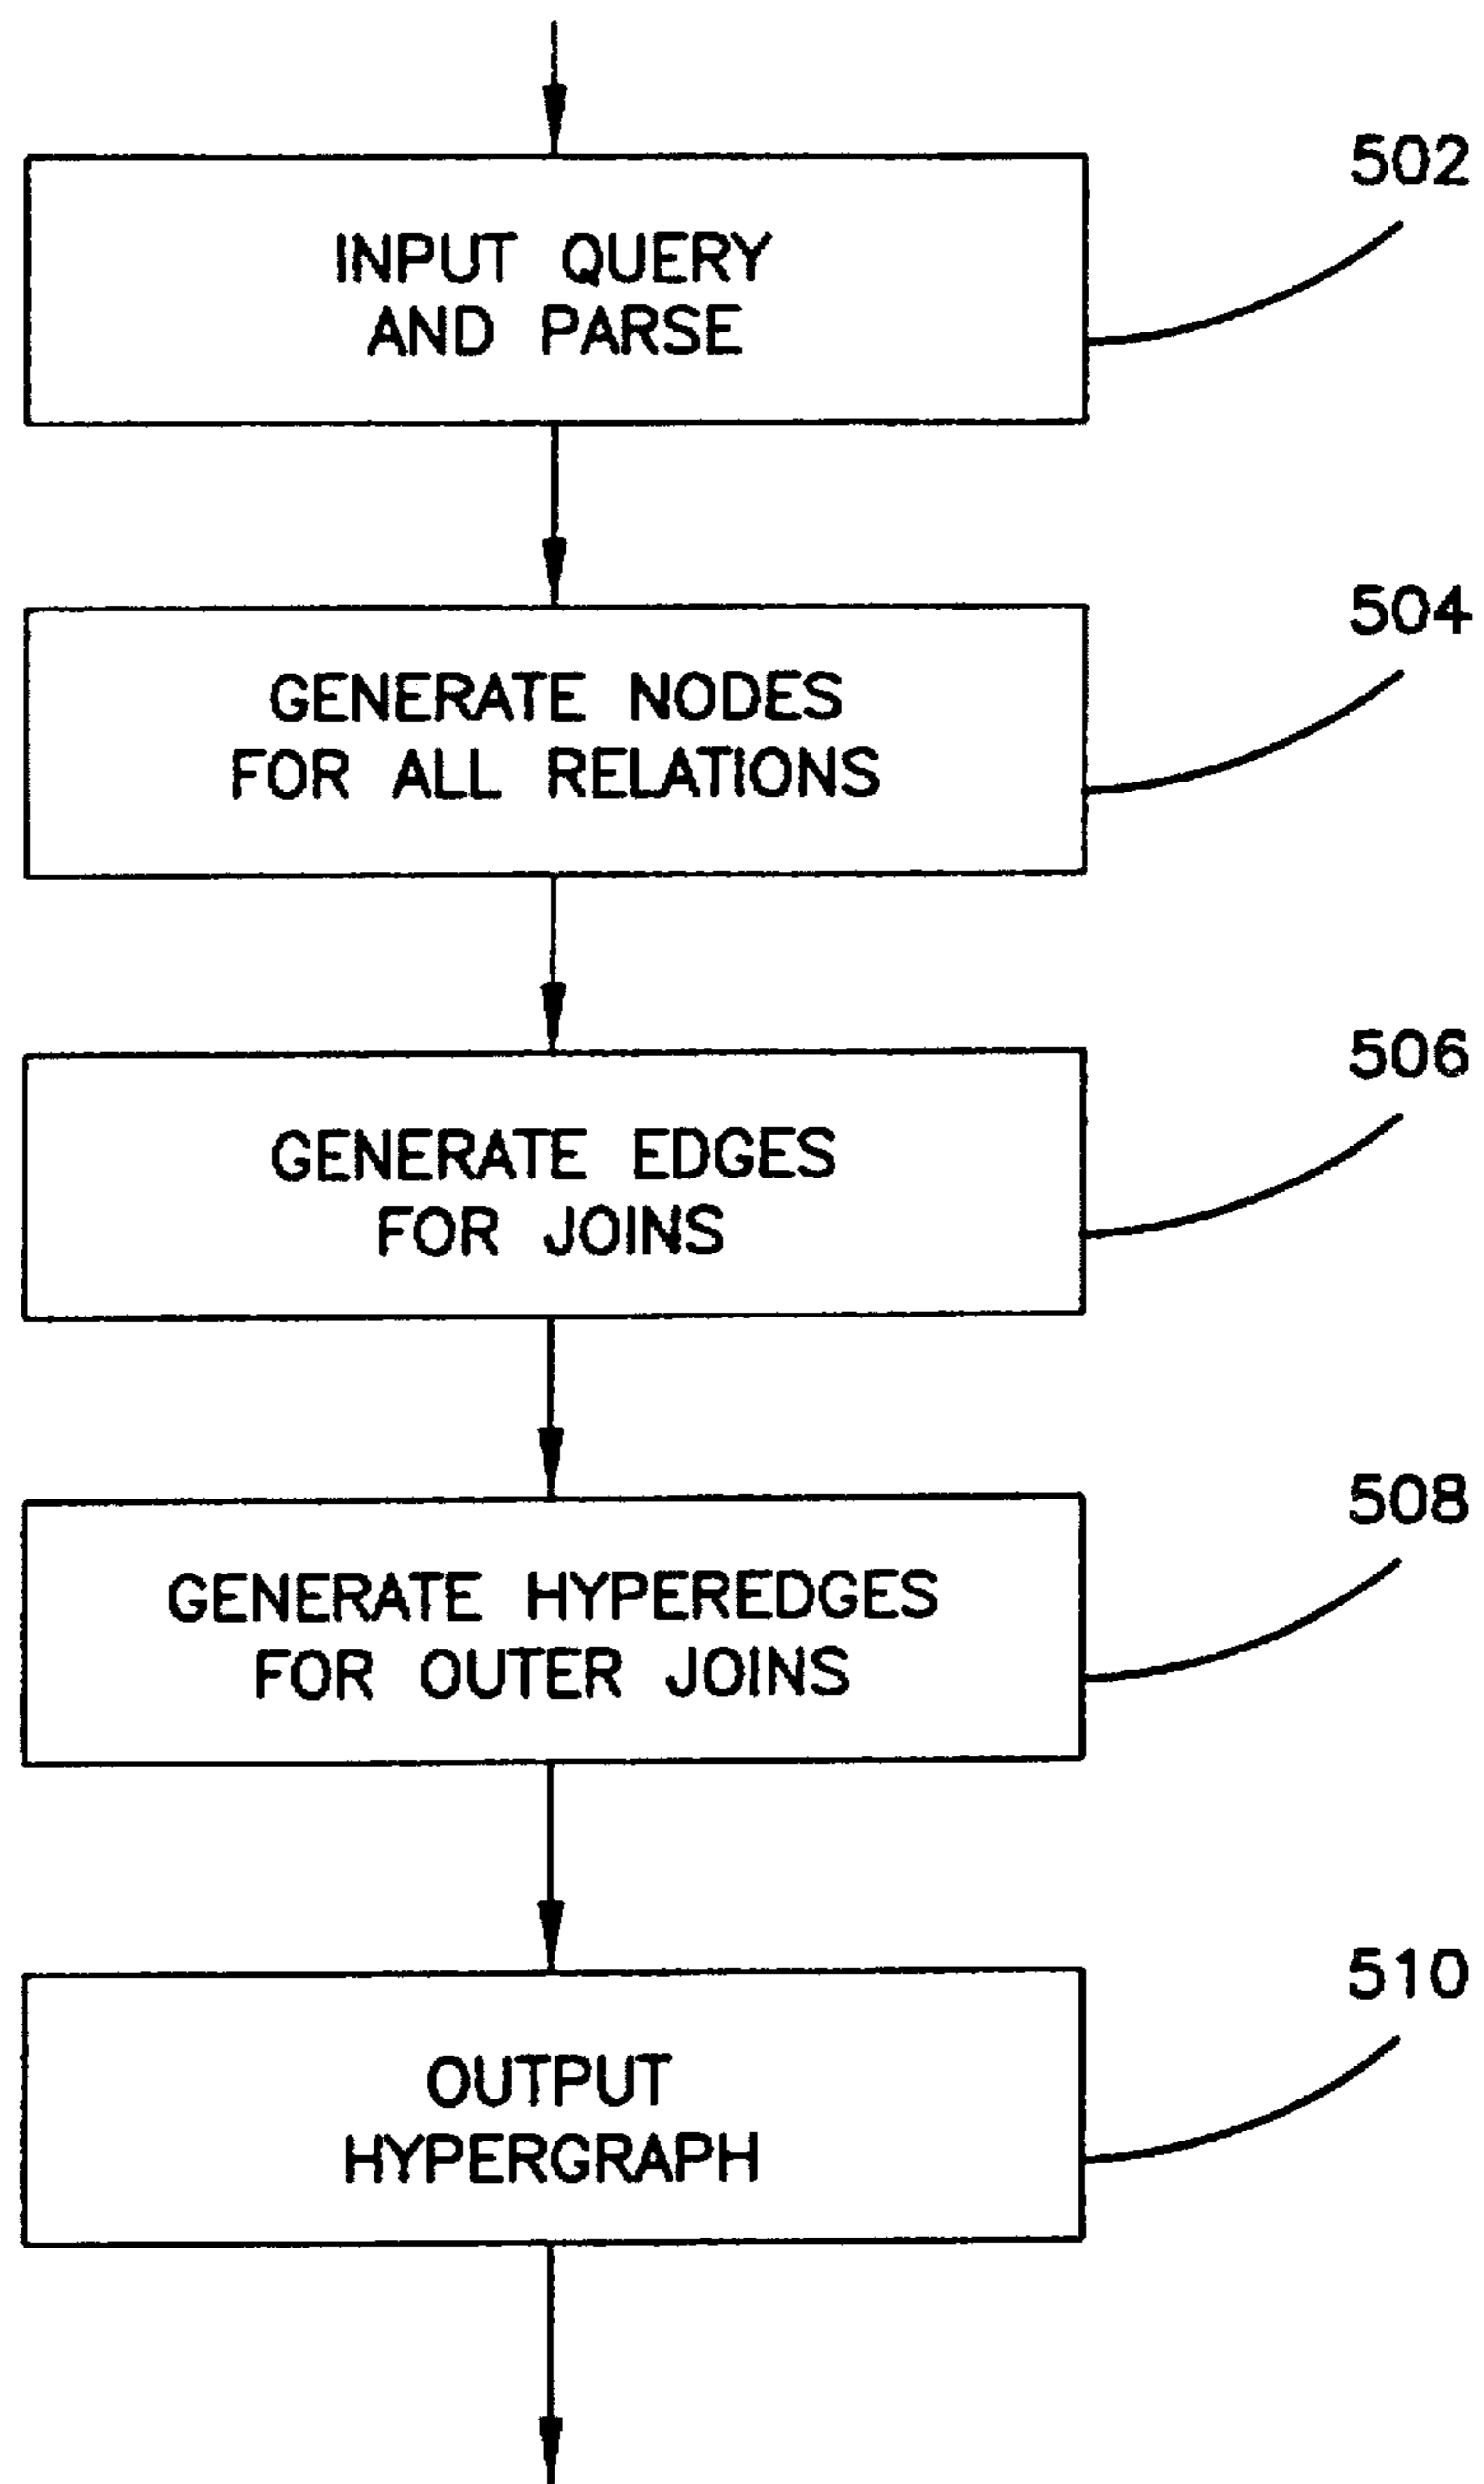 502
INPUT QUERY
AND PARSE
504
GENERATE NODES
FOR ALL RELATIONS
506
GENERATE EDGES
FOR JOINS
508
GENERATE HYPEREDGES
FOR OUTER JOINS
510
OUTPUT
HYPERGRAPH